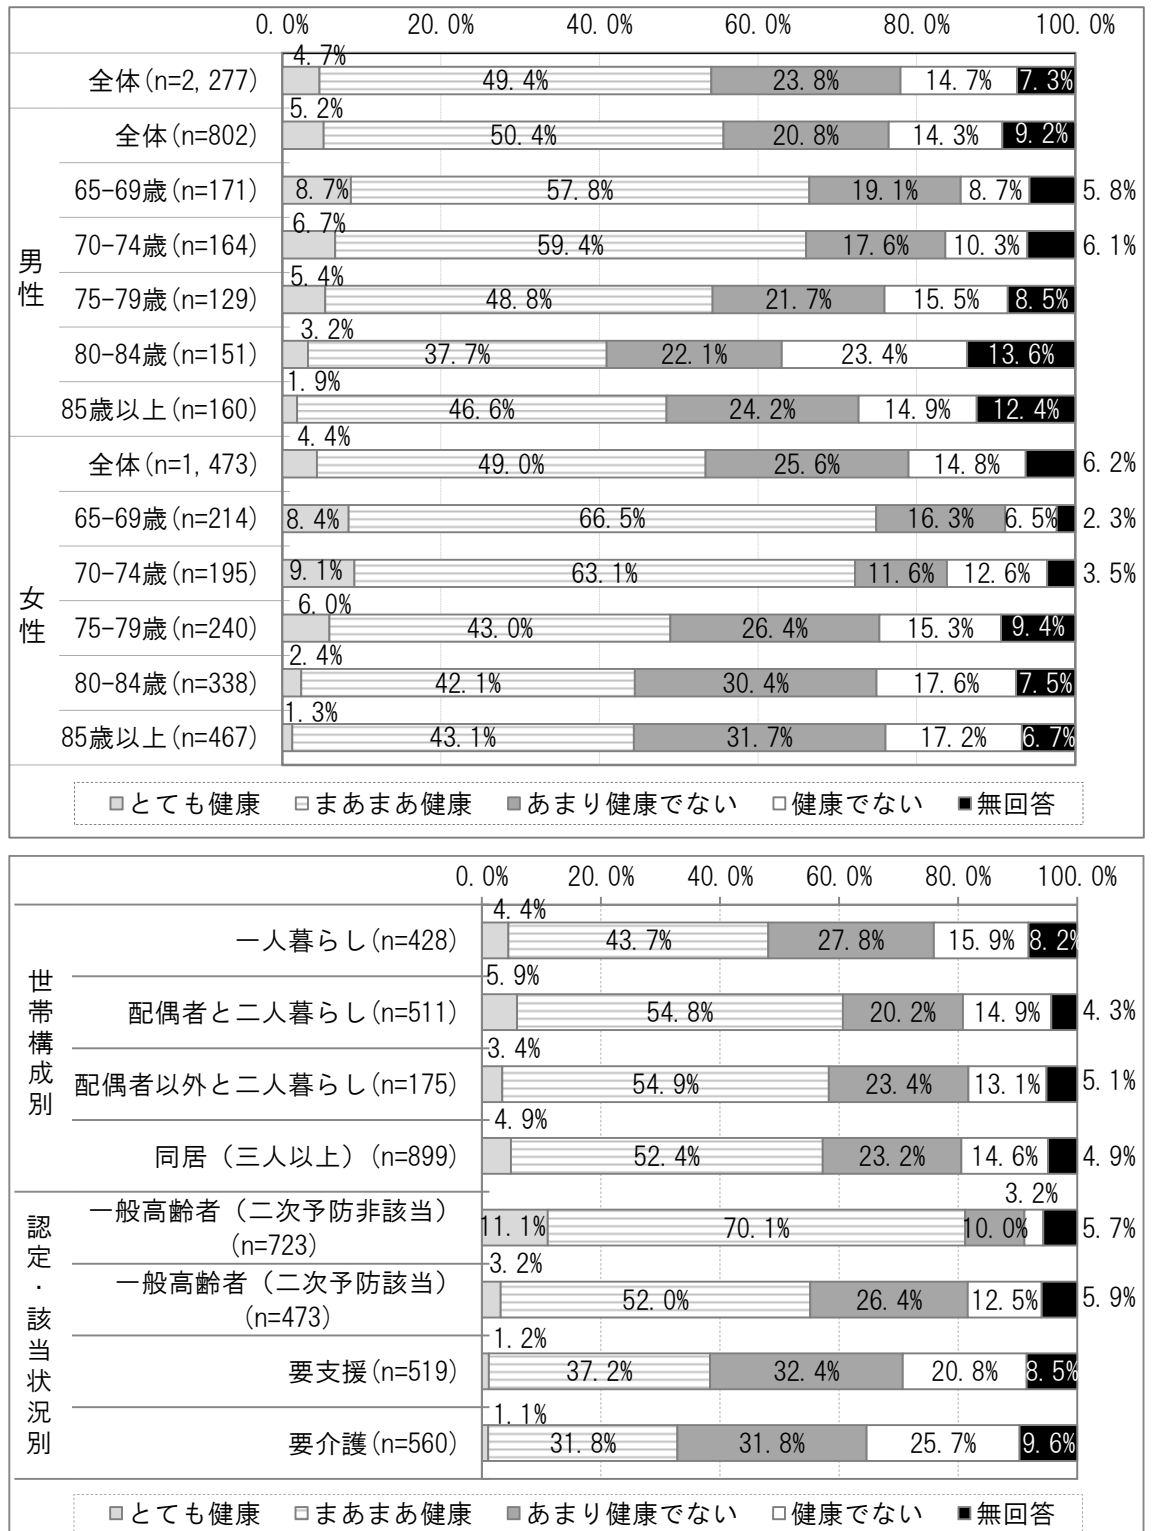 0.0% 20.0% 40.0% 60.0% 80.0% 100.0%
全体(n=2,277) 4.7% 49.4% 23.8% 14.7% 7.3%
男性
全体(n=802) 5.2% 50.4% 20.8% 14.3% 9.2%
65-69歳(n=171) 8.7% 57.8% 19.1% 8.7% 5.8%
70-74歳(n=164) 6.7% 59.4% 17.6% 10.3% 6.1%
75-79歳(n=129) 5.4% 48.8% 21.7% 15.5% 8.5%
80-84歳(n=151) 3.2% 37.7% 22.1% 23.4% 13.6%
85歳以上(n=160) 1.9% 46.6% 24.2% 14.9% 12.4%
女性
全体(n=1,473) 4.4% 49.0% 25.6% 14.8% 6.2%
65-69歳(n=214) 8.4% 66.5% 16.3% 6.5% 2.3%
70-74歳(n=195) 9.1% 63.1% 11.6% 12.6% 3.5%
75-79歳(n=240) 6.0% 43.0% 26.4% 15.3% 9.4%
80-84歳(n=338) 2.4% 42.1% 30.4% 17.6% 7.5%
85歳以上(n=467) 1.3% 43.1% 31.7% 17.2% 6.7%
とても健康 まあまあ健康 あまり健康でない 健康でない 無回答
0.0% 20.0% 40.0% 60.0% 80.0% 100.0%
世帯構成別
一人暮らし(n=428) 4.4% 43.7% 27.8% 15.9% 8.2%
配偶者と二人暮らし(n=511) 5.9% 54.8% 20.2% 14.9% 4.3%
配偶者以外と二人暮らし(n=175) 3.4% 54.9% 23.4% 13.1% 5.1%
同居（三人以上）(n=899) 4.9% 52.4% 23.2% 14.6% 4.9%
認定・該当状況別
一般高齢者（二次予防非該当）
(n=723) 11.1% 70.1% 10.0% 3.2% 5.7%
一般高齢者（二次予防該当）
(n=473) 3.2% 52.0% 26.4% 12.5% 5.9%
要支援(n=519) 1.2% 37.2% 32.4% 20.8% 8.5%
要介護(n=560) 1.1% 31.8% 31.8% 25.7% 9.6%
とても健康 まあまあ健康 あまり健康でない 健康でない 無回答